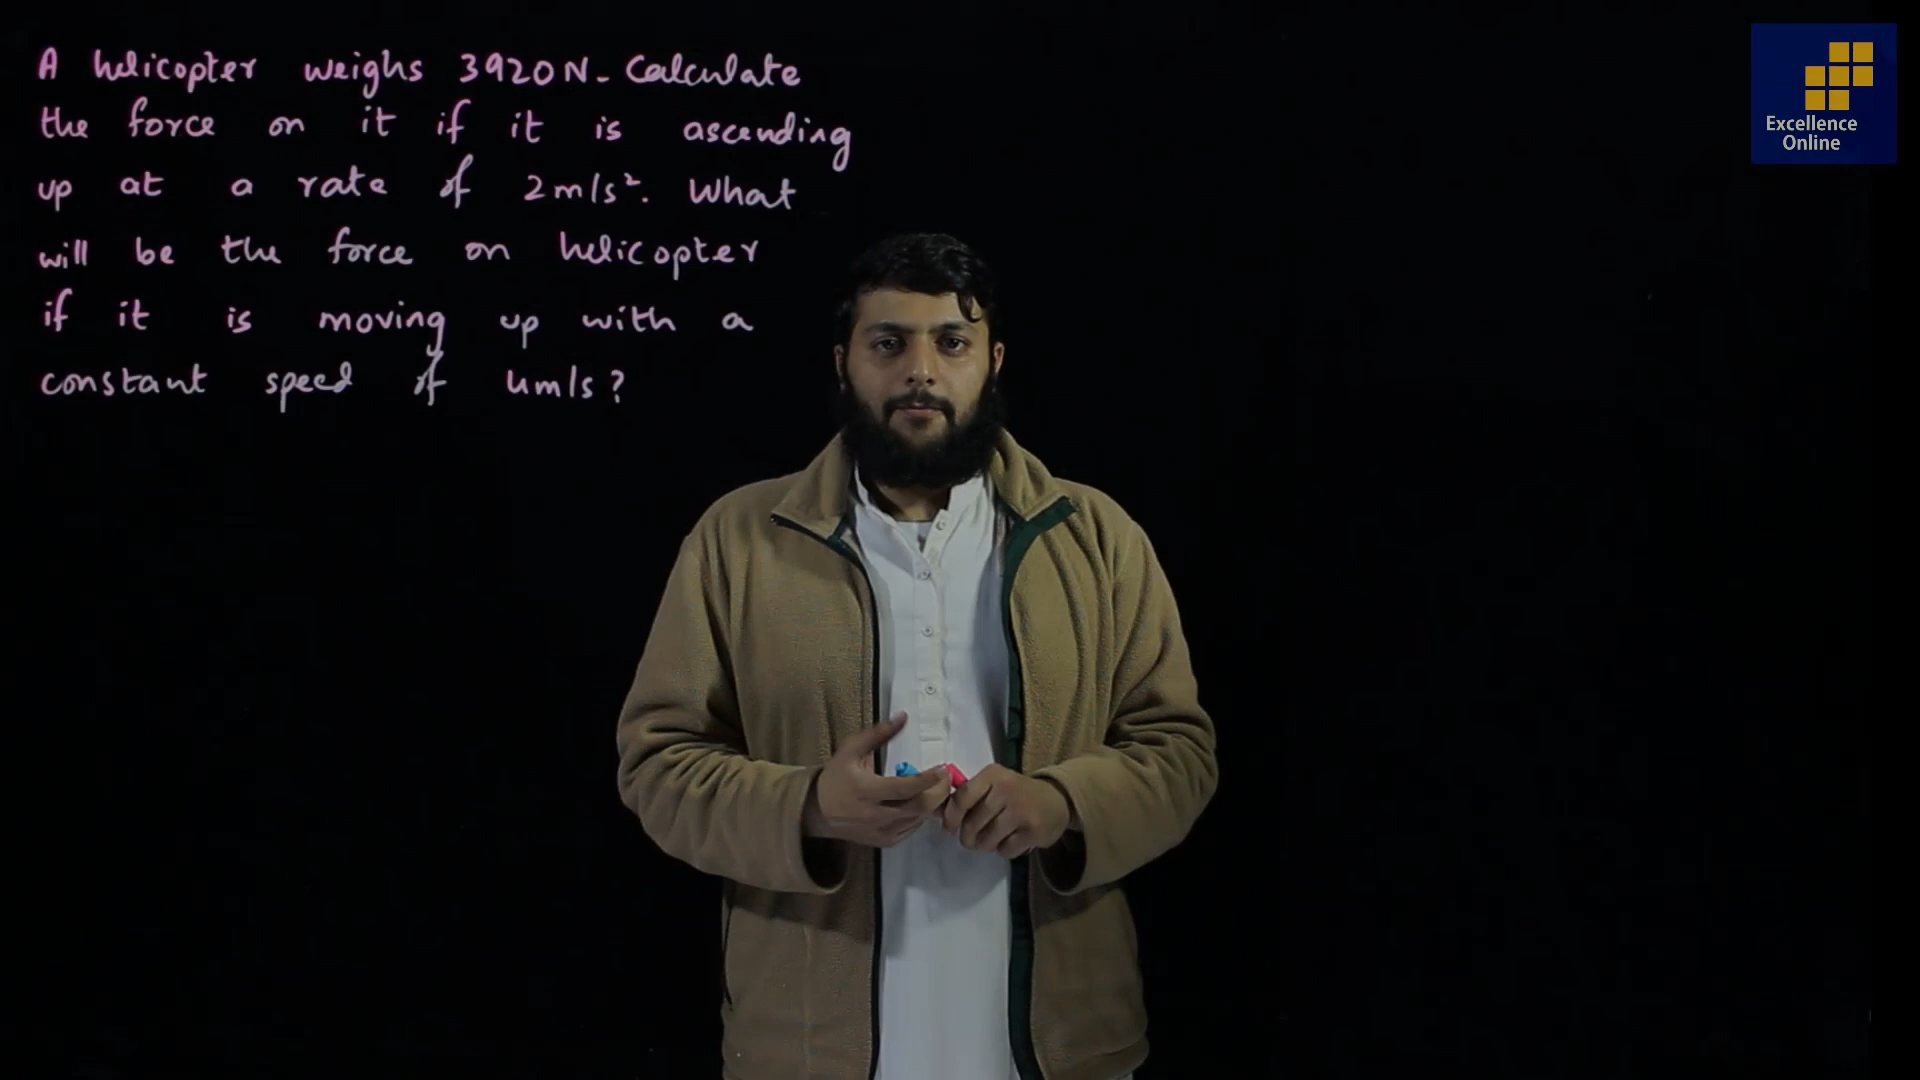 A helicopter weighs 3920N. Calculate
the force on it if it is ascending
up at a rate of 2m/s². What
will be the force on helicopter
if it is moving up with a
constant speed of 4m/s?
Excellence
Online